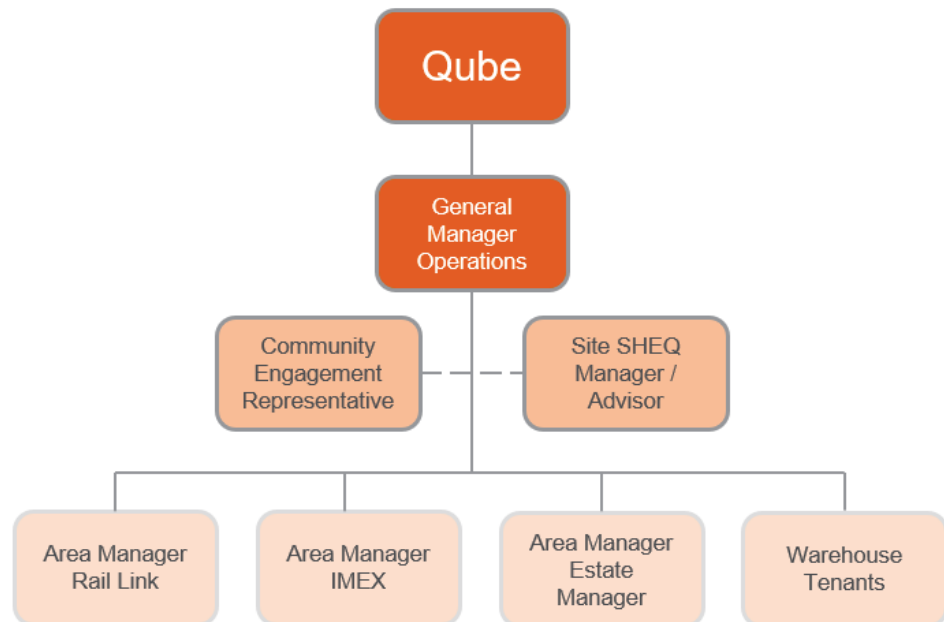 Qube
General
Manager
Operations
Community
Engagement
Representative
Site SHEQ
Manager /
Advisor
Area Manager
Rail Link
Area Manager
IMEX
Area Manager
Estate
Manager
Warehouse
Tenants